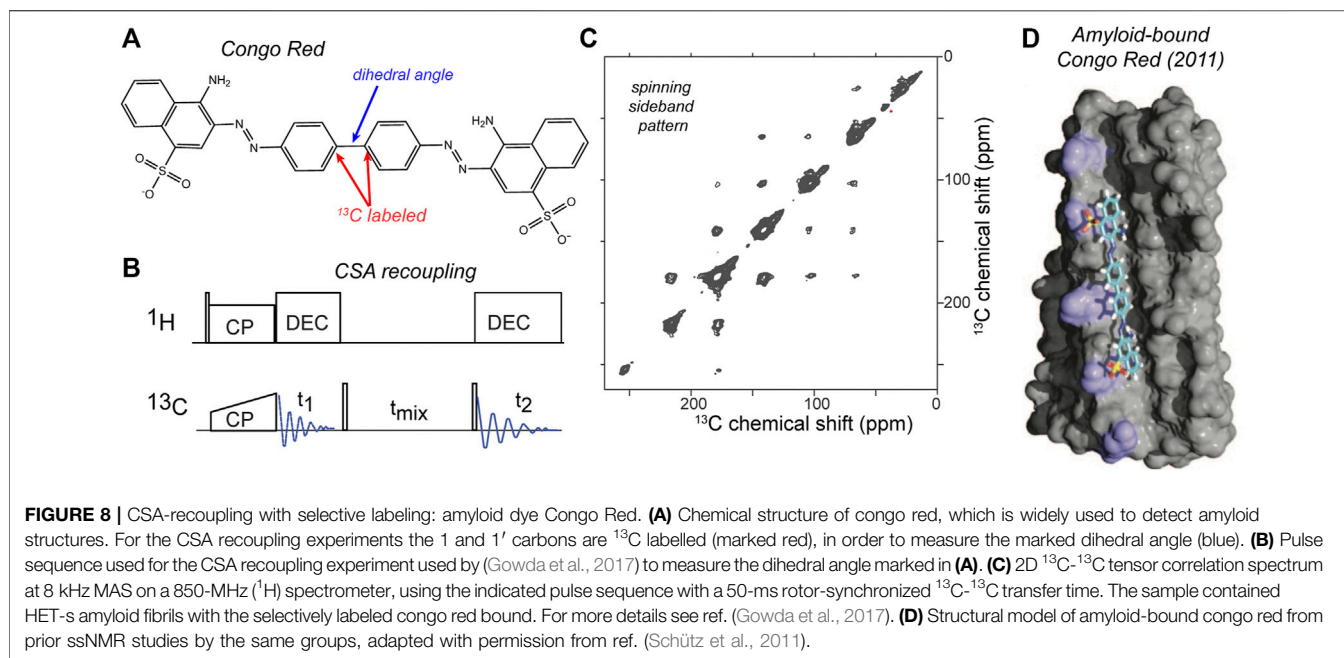 A
Congo Red
dihedral angle
NH₂
N
N
S
O
O
⁻O
¹³C labeled
N
N
NH₂
S
O
O
O⁻
B
CSA recoupling
¹H
CP
DEC
DEC
¹³C
CP
t₁
t_mix
t₂
C
spinning
sideband
pattern
0
100
200
¹³C chemical shift (ppm)
200
100
0
¹³C chemical shift (ppm)
D
Amyloid-bound
Congo Red (2011)
FIGURE 8 | CSA-recoupling with selective labeling: amyloid dye Congo Red. (A) Chemical structure of congo red, which is widely used to detect amyloid
structures. For the CSA recoupling experiments the 1 and 1′ carbons are ¹³C labelled (marked red), in order to measure the marked dihedral angle (blue). (B) Pulse
sequence used for the CSA recoupling experiment used by (Gowda et al., 2017) to measure the dihedral angle marked in (A). (C) 2D ¹³C-¹³C tensor correlation spectrum
at 8 kHz MAS on a 850-MHz (¹H) spectrometer, using the indicated pulse sequence with a 50-ms rotor-synchronized ¹³C-¹³C transfer time. The sample contained
HET-s amyloid fibrils with the selectively labeled congo red bound. For more details see ref. (Gowda et al., 2017). (D) Structural model of amyloid-bound congo red from
prior ssNMR studies by the same groups, adapted with permission from ref. (Schütz et al., 2011).